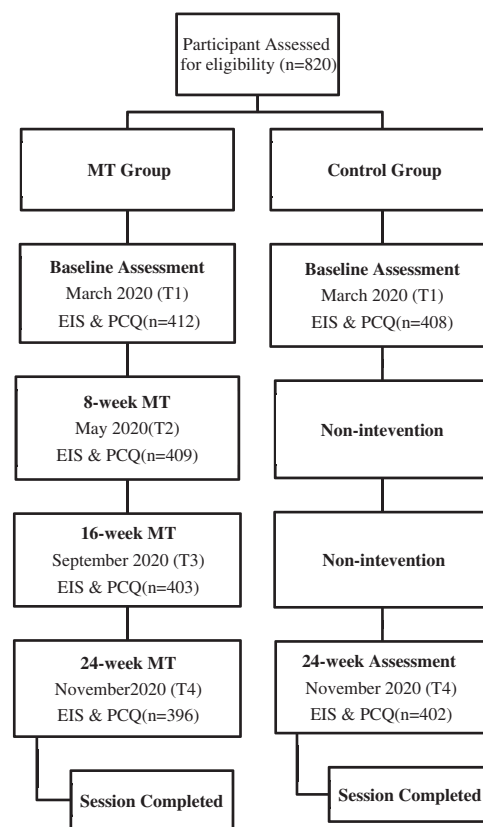 Participant Assessed
for eligibility (n=820)
MT Group
Control Group
Baseline Assessment
March 2020 (T1)
EIS & PCQ(n=412)
Baseline Assessment
March 2020 (T1)
EIS & PCQ(n=408)
8-week MT
May 2020(T2)
EIS & PCQ(n=409)
Non-intevention
16-week MT
September 2020 (T3)
EIS & PCQ(n=403)
Non-intevention
24-week MT
November2020 (T4)
EIS & PCQ(n=396)
24-week Assessment
November 2020 (T4)
EIS & PCQ(n=402)
Session Completed
Session Completed